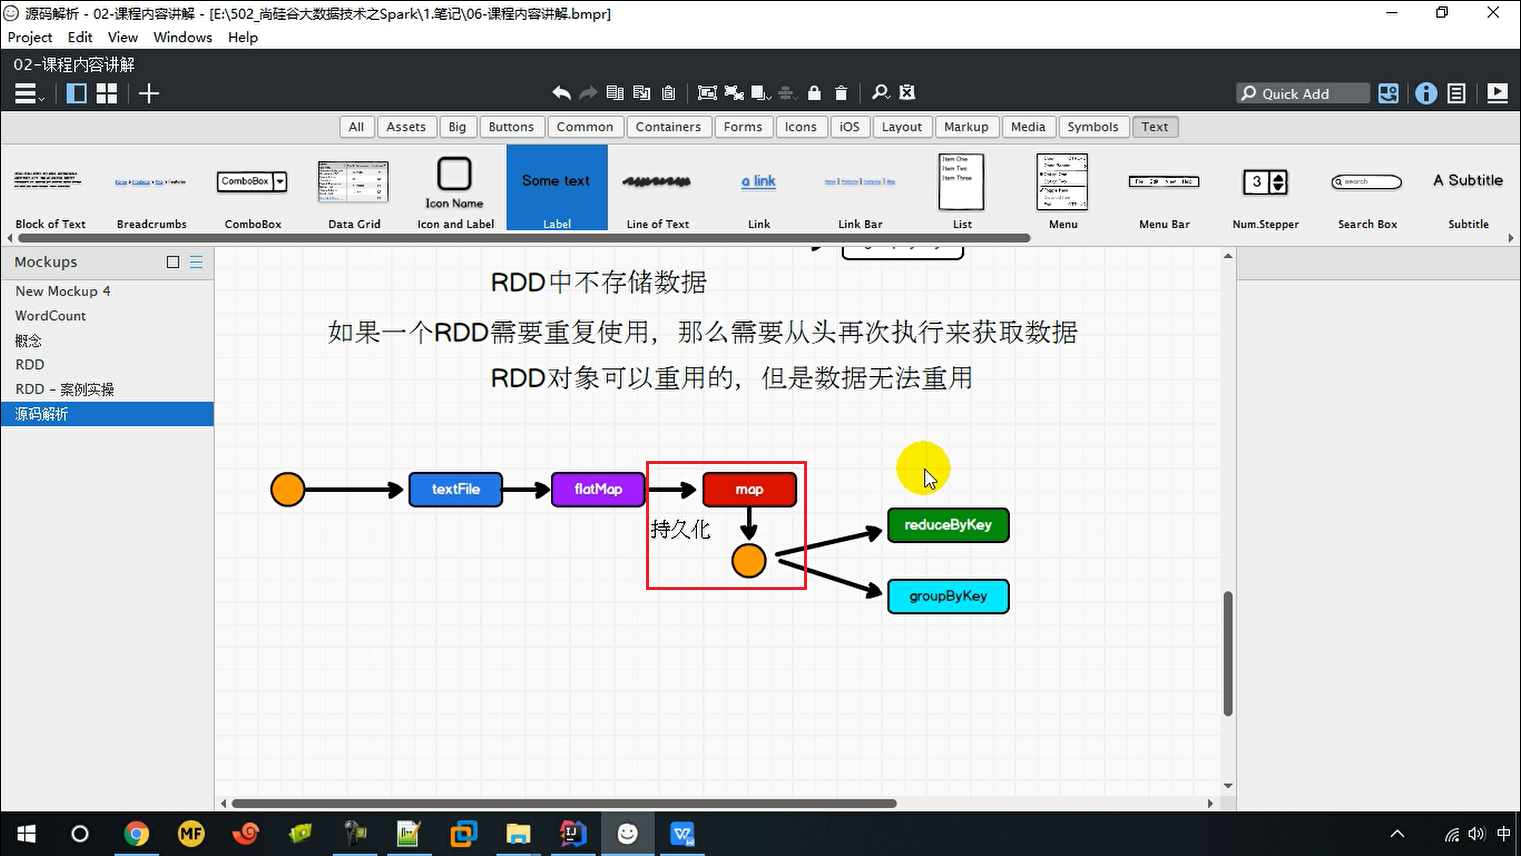 源码解析 - 02-课程内容讲解 - [E:\502_尚硅谷大数据技术之Spark\1.笔记\06-课程内容讲解.bmpr]
Project Edit View Windows Help
02-课程内容讲解
Quick Add
All Assets Big Buttons Common Containers Forms Icons iOS Layout Markup Media Symbols Text
ComboBox
Icon Name
Some text
a link
Item One
Item Two
Item Three
3
search
A Subtitle
Block of Text Breadcrumbs ComboBox Data Grid Icon and Label Label Line of Text Link Link Bar List Menu Menu Bar Num.Stepper Search Box Subtitle
Mockups
New Mockup 4
WordCount
概念
RDD
RDD - 案例实操
源码解析
RDD中不存储数据
如果一个RDD需要重复使用，那么需要从头再次执行来获取数据
RDD对象可以重用的，但是数据无法重用
textFile flatMap map
持久化
reduceByKey
groupByKey
MF
中